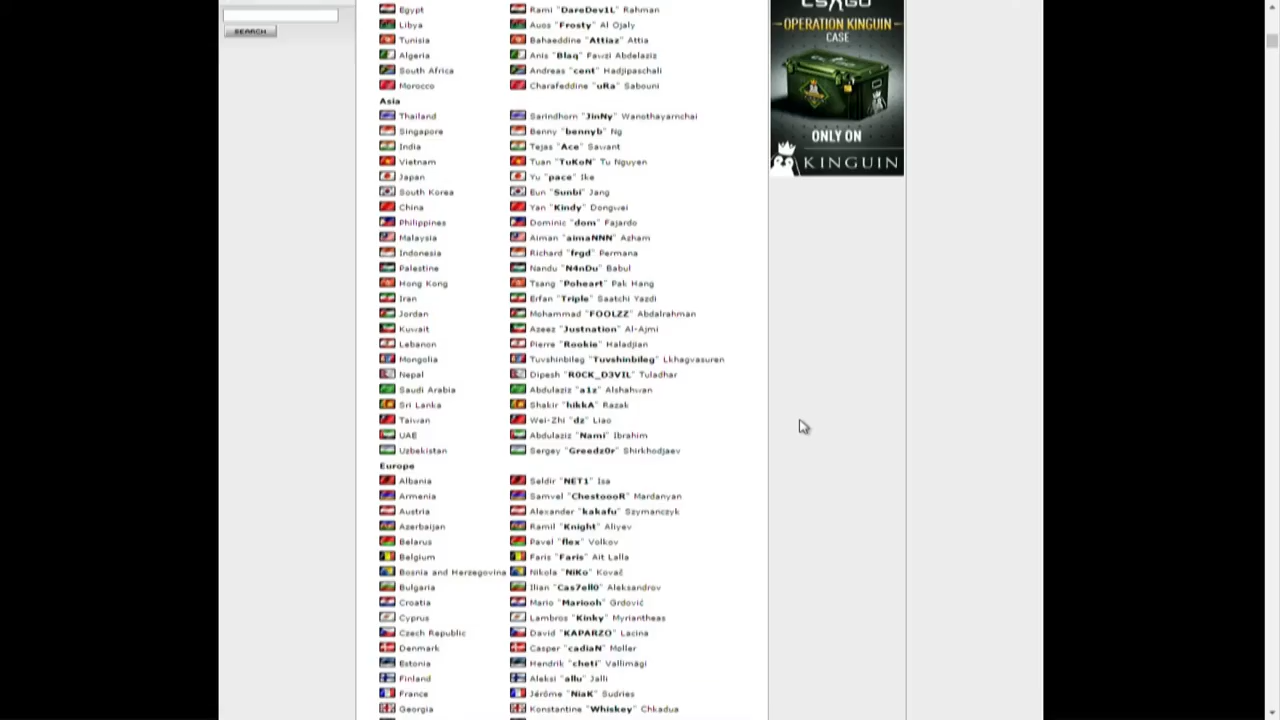 SEARCH
Egypt Rami "DareDev1L" Rahman
Libya Auos "Frosty" Al Ojaly
Tunisia Bahaeddine "Attiaz" Attia
Algeria Anis "Blaq" Fawzi Abdelaziz
South Africa Andreas "cent" Hadjipaschali
Morocco Charafeddine "uRa" Sabouni
Asia
Thailand Sarindhorn "JinNy" Wanothayarnchai
Singapore Benny "bennyb" Ng
India Tejas "Ace" Sawant
Vietnam Tuan "TuKoN" Tu Nguyen
Japan Yu "pace" Ike
South Korea Eun "Sunbi" Jang
China Yan "Kindy" Dongwei
Philippines Dominic "dom" Fajardo
Malaysia Aiman "aimaNNN" Azham
Indonesia Richard "frgd" Permana
Palestine Nandu "N4nDu" Babul
Hong Kong Tsang "Poheart" Pak Hang
Iran Erfan "Triple" Saatchi Yazdi
Jordan Mohammad "FOOLZZ" Abdalrahman
Kuwait Azeez "Justnation" Al-Ajmi
Lebanon Pierre "Rookie" Haladjian
Mongolia Tuvshinbileg "Tuvshinbileg" Lkhagvasuren
Nepal Dipesh "R0CK_D3VIL" Tuladhar
Saudi Arabia Abdulaziz "a1z" Alshahwan
Sri Lanka Shakir "hikkA" Razak
Taiwan Wei-Zhi "dz" Liao
UAE Abdulaziz "Nami" Ibrahim
Uzbekistan Sergey "Greedz0r" Shirkhodjaev
Europe
Albania Seldir "NET1" Isa
Armenia Samvel "ChestoooR" Mardanyan
Austria Alexander "kakafu" Szymanczyk
Azerbaijan Ramil "Knight" Aliyev
Belarus Pavel "flex" Volkov
Belgium Faris "Faris" Ait Lalla
Bosnia and Herzegovina Nikola "NiKo" Kovač
Bulgaria Ilian "Cas7ell0" Aleksandrov
Croatia Mario "Mariooh" Grdović
Cyprus Lambros "Kinky" Myriantheas
Czech Republic David "KAPARZO" Lacina
Denmark Casper "cadiaN" Møller
Estonia Hendrik "cheti" Vallimägi
Finland Aleksi "allu" Jalli
France Jérôme "NiaK" Sudries
Georgia Konstantine "Whiskey" Chkadua
CS GO
OPERATION KINGUIN
CASE
ONLY ON
KINGUIN